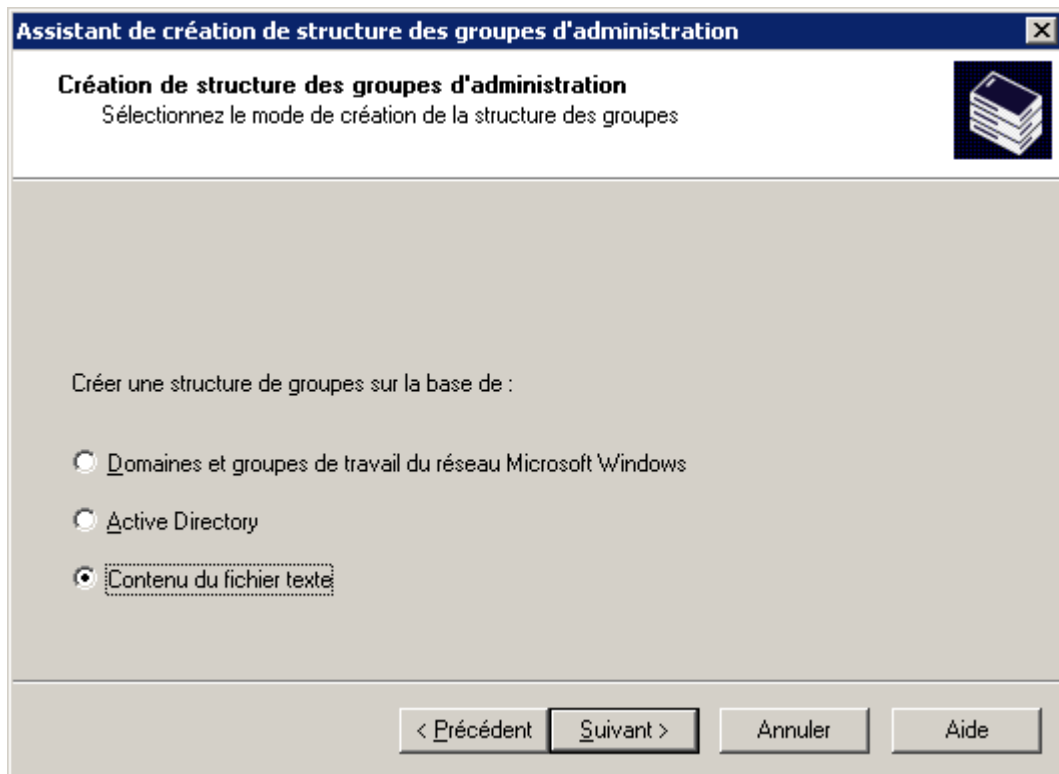 Assistant de création de structure des groupes d'administration
Création de structure des groupes d'administration
Sélectionnez le mode de création de la structure des groupes
Créer une structure de groupes sur la base de :
Domaines et groupes de travail du réseau Microsoft Windows
Active Directory
Contenu du fichier texte
< Précédent Suivant > Annuler Aide